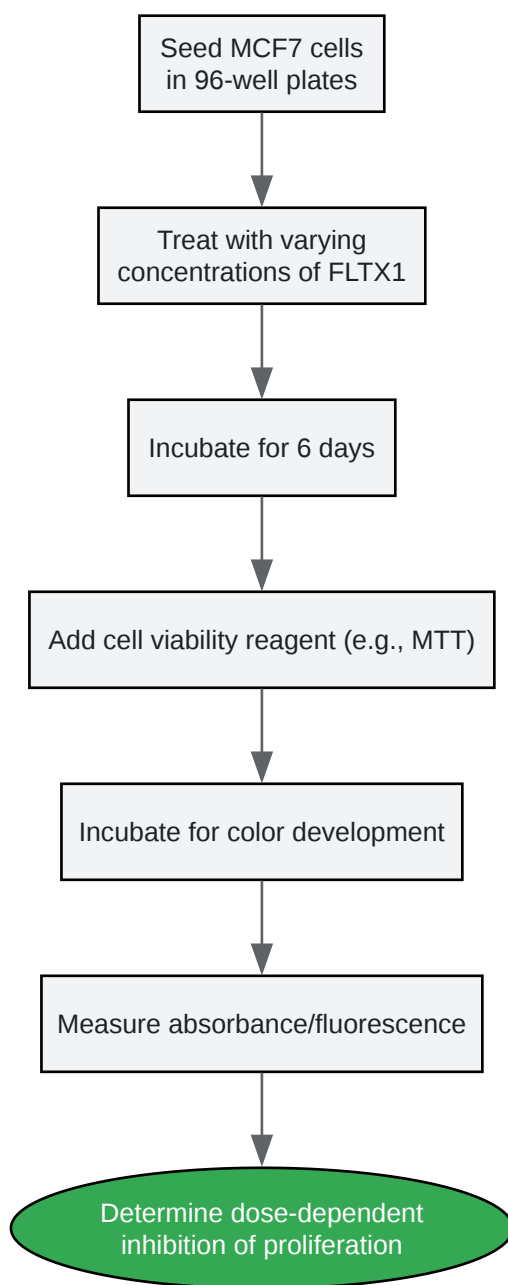 Seed MCF7 cells
in 96-well plates
Treat with varying
concentrations of FLTX1
Incubate for 6 days
Add cell viability reagent (e.g., MTT)
Incubate for color development
Measure absorbance/fluorescence
Determine dose-dependent
inhibition of proliferation